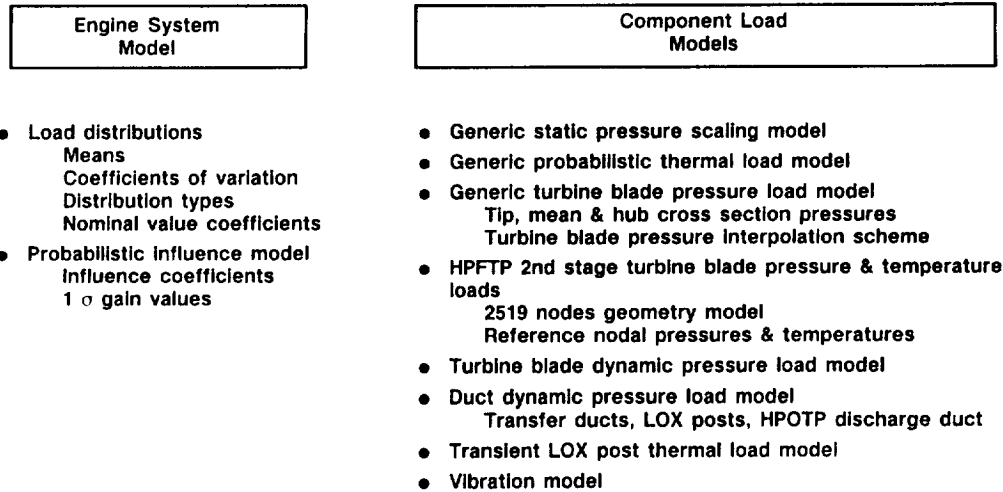 Engine System
Model
● Load distributions
Means
Coefficients of variation
Distribution types
Nominal value coefficients
● Probabilistic influence model
Influence coefficients
1 σ gain values
Component Load
Models
● Generic static pressure scaling model
● Generic probabilistic thermal load model
● Generic turbine blade pressure load model
Tip, mean & hub cross section pressures
Turbine blade pressure interpolation scheme
● HPFTP 2nd stage turbine blade pressure & temperature
loads
2519 nodes geometry model
Reference nodal pressures & temperatures
● Turbine blade dynamic pressure load model
● Duct dynamic pressure load model
Transfer ducts, LOX posts, HPOTP discharge duct
● Transient LOX post thermal load model
● Vibration model